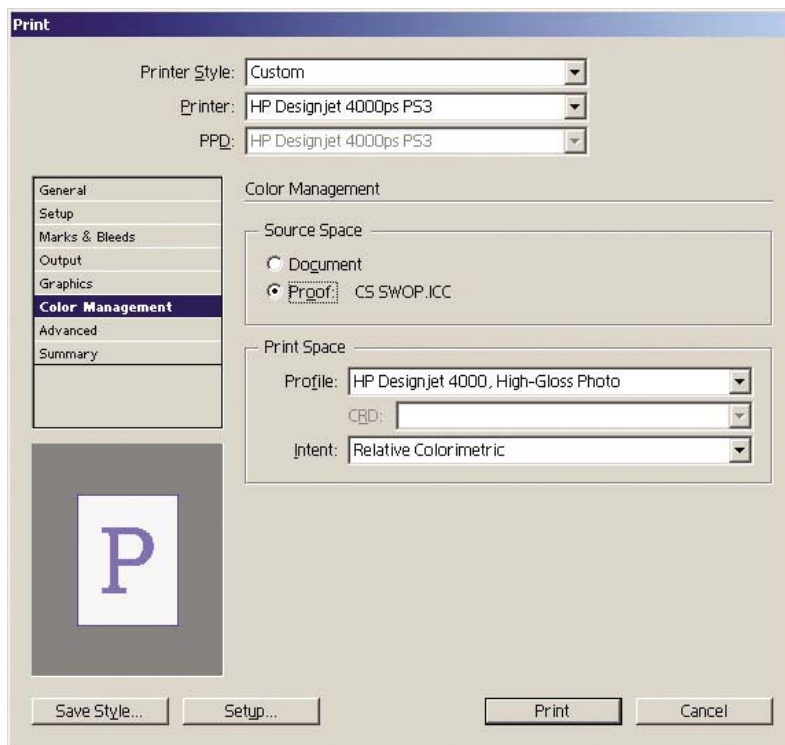 Print
Printer Style: Custom
Printer: HP Designjet 4000ps PS3
PPD: HP Designjet 4000ps PS3
General
Setup
Marks & Bleeds
Output
Graphics
Color Management
Advanced
Summary
Color Management
Source Space
Document
Proof: CS SWOP.ICC
Print Space
Profile: HP Designjet 4000, High-Gloss Photo
CRD:
Intent: Relative Colorimetric
P
Save Style... Setup... Print Cancel